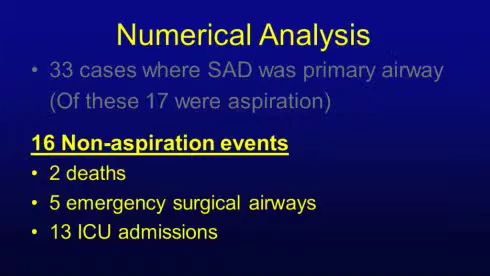 Numerical Analysis
• 33 cases where SAD was primary airway
(Of these 17 were aspiration)
16 Non-aspiration events
• 2 deaths
• 5 emergency surgical airways
• 13 ICU admissions